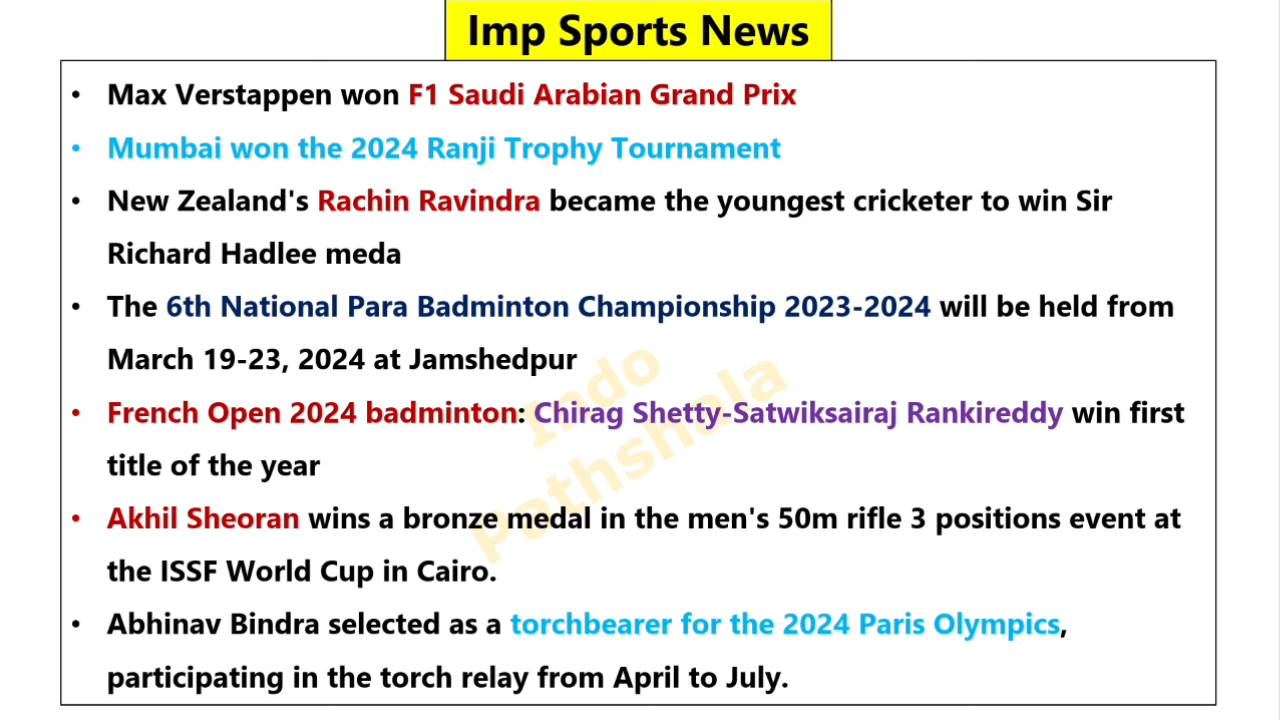 Imp Sports News
• Max Verstappen won F1 Saudi Arabian Grand Prix
• Mumbai won the 2024 Ranji Trophy Tournament
• New Zealand's Rachin Ravindra became the youngest cricketer to win Sir
Richard Hadlee meda
• The 6th National Para Badminton Championship 2023-2024 will be held from
March 19-23, 2024 at Jamshedpur
• French Open 2024 badminton: Chirag Shetty-Satwiksairaj Rankireddy win first
title of the year
• Akhil Sheoran wins a bronze medal in the men's 50m rifle 3 positions event at
the ISSF World Cup in Cairo.
• Abhinav Bindra selected as a torchbearer for the 2024 Paris Olympics,
participating in the torch relay from April to July.
Indo
Pathshala